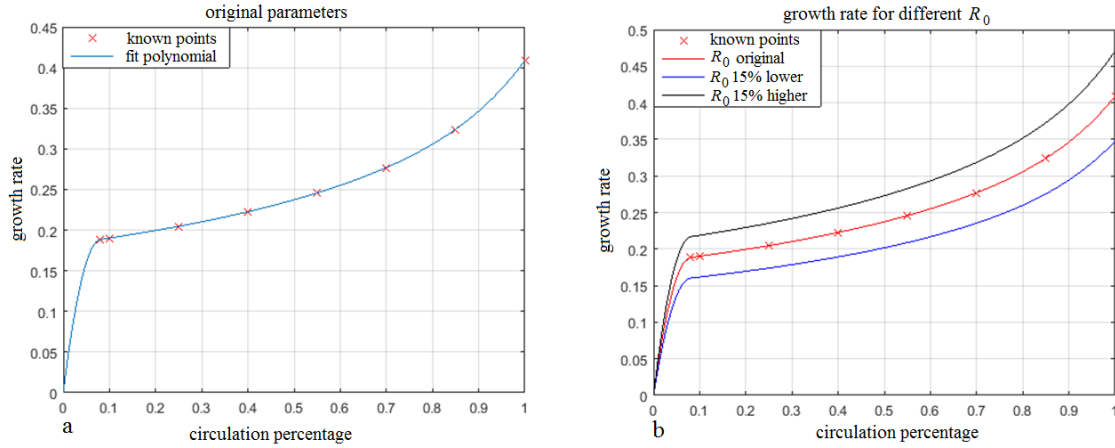 original parameters
0.45
0.4
0.35
0.3
0.25
0.2
0.15
0.1
0.05
0
growth rate
known points
fit polynomial
0 0.1 0.2 0.3 0.4 0.5 0.6 0.7 0.8 0.9 1
a
circulation percentage
growth rate for different R0
0.5
0.45
0.4
0.35
0.3
0.25
0.2
0.15
0.1
0.05
0
growth rate
known points
R0 original
R0 15% lower
R0 15% higher
0 0.1 0.2 0.3 0.4 0.5 0.6 0.7 0.8 0.9 1
b
circulation percentage